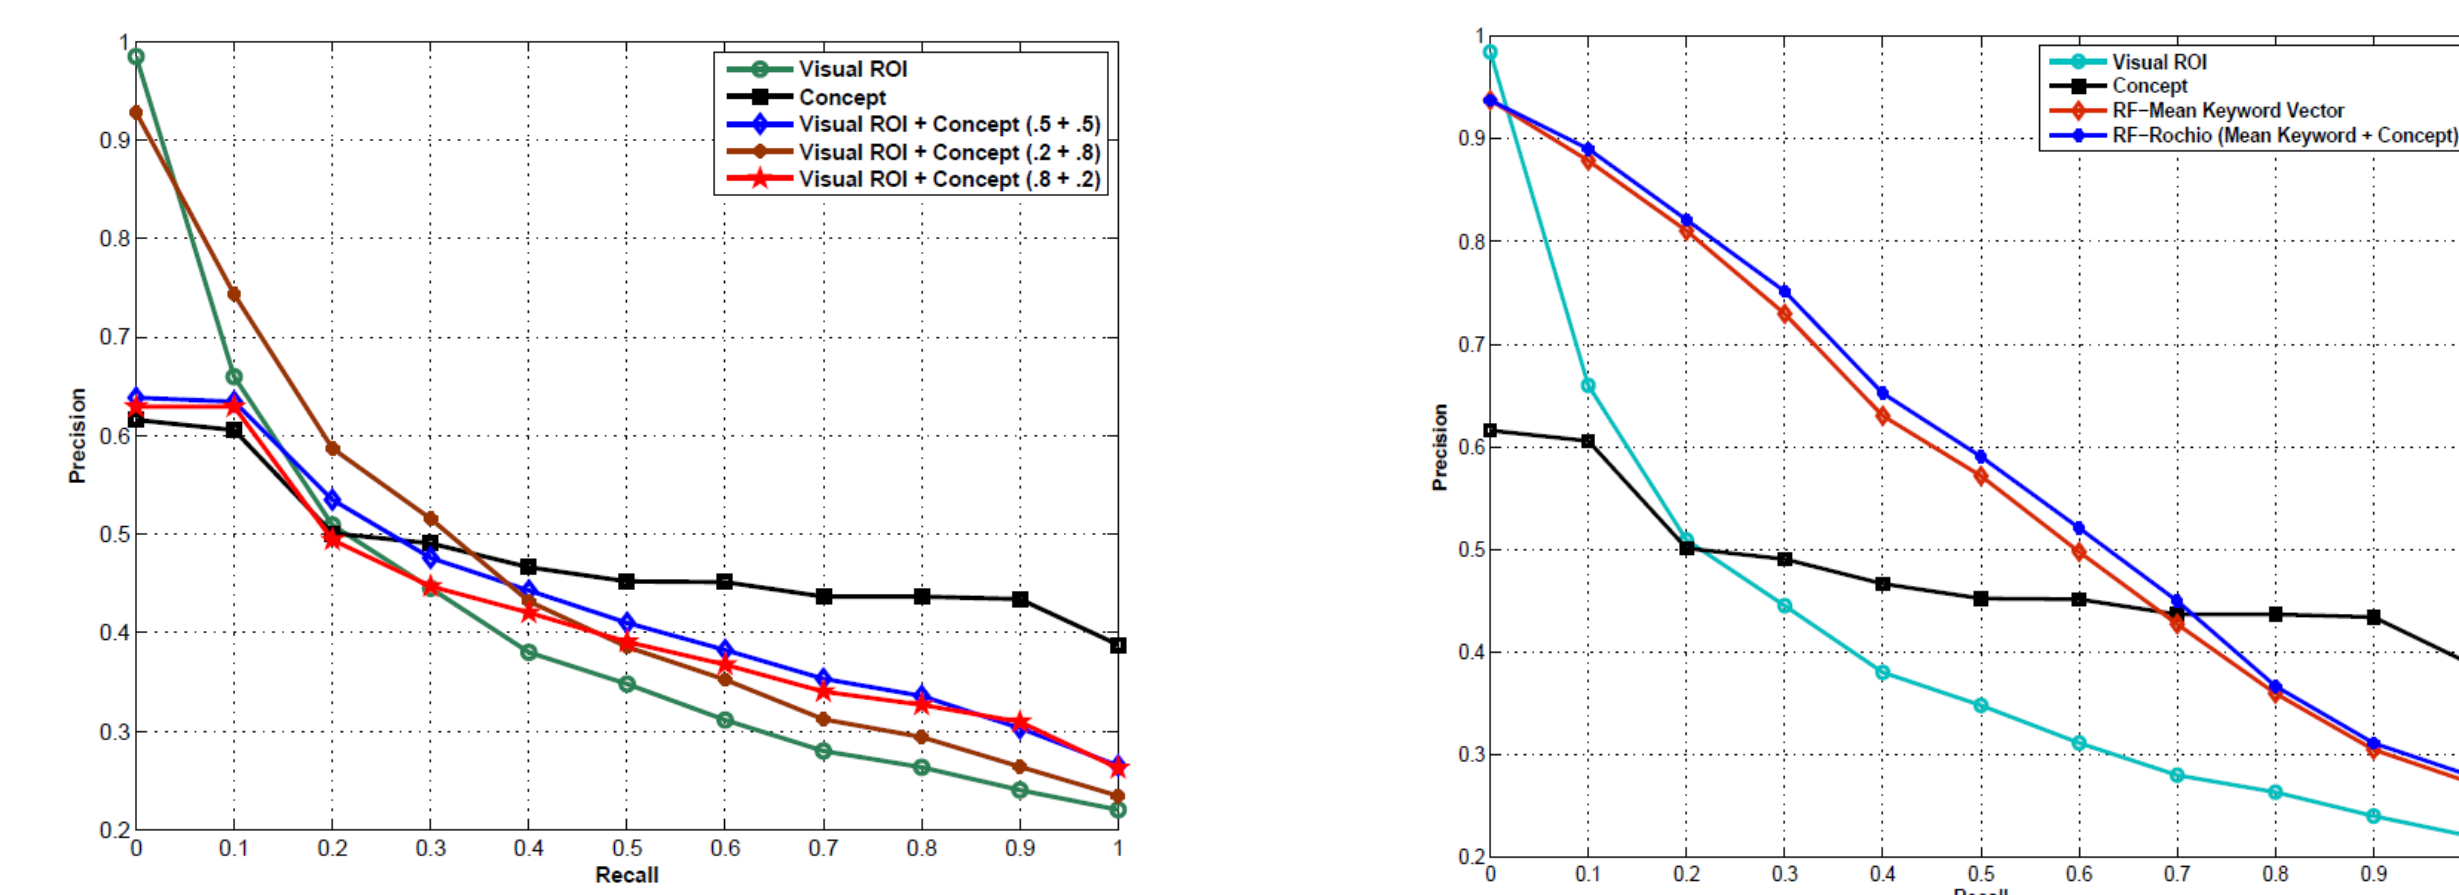 1
0.9
0.8
0.7
0.6
0.5
0.4
0.3
0.2
Precision
0 0.1 0.2 0.3 0.4 0.5 0.6 0.7 0.8 0.9 1
Recall
Visual ROI
Concept
Visual ROI + Concept (.5 + .5)
Visual ROI + Concept (.2 + .8)
Visual ROI + Concept (.8 + .2)
1
0.9
0.8
0.7
0.6
0.5
0.4
0.3
0.2
Precision
0 0.1 0.2 0.3 0.4 0.5 0.6 0.7 0.8 0.9
Recall
Visual ROI
Concept
RF−Mean Keyword Vector
RF−Rochio (Mean Keyword + Concept)